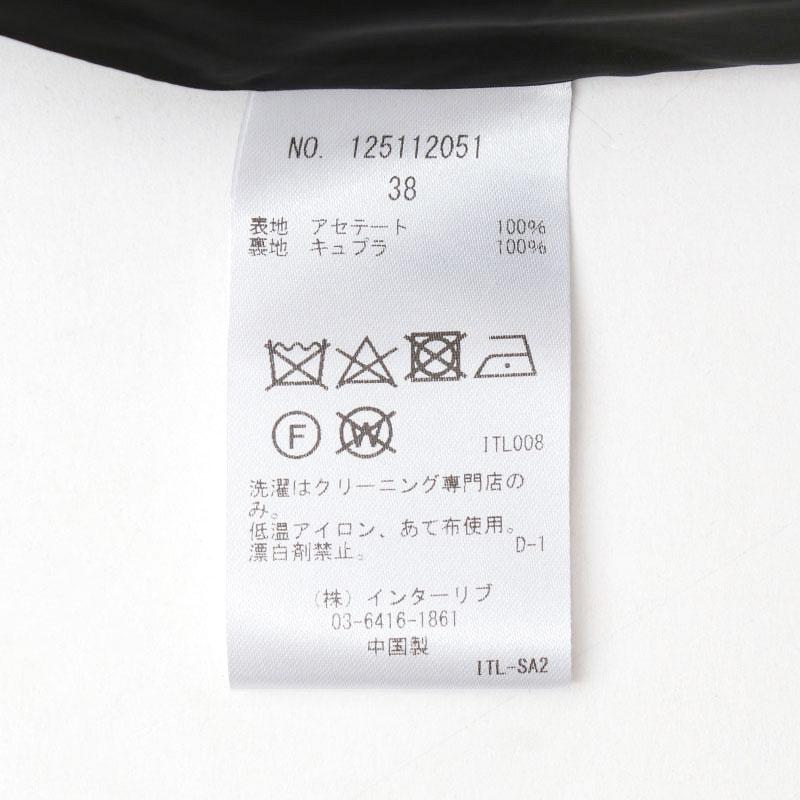 NO. 125112051
38
表地 アセテート 100%
裏地 キュプラ 100%
F W ITL008
洗濯はクリーニング専門店の
み。
低温アイロン、あて布使用。
漂白剤禁止。 D-1
(株)インターリブ
03-6416-1861
中国製
ITL-SA2